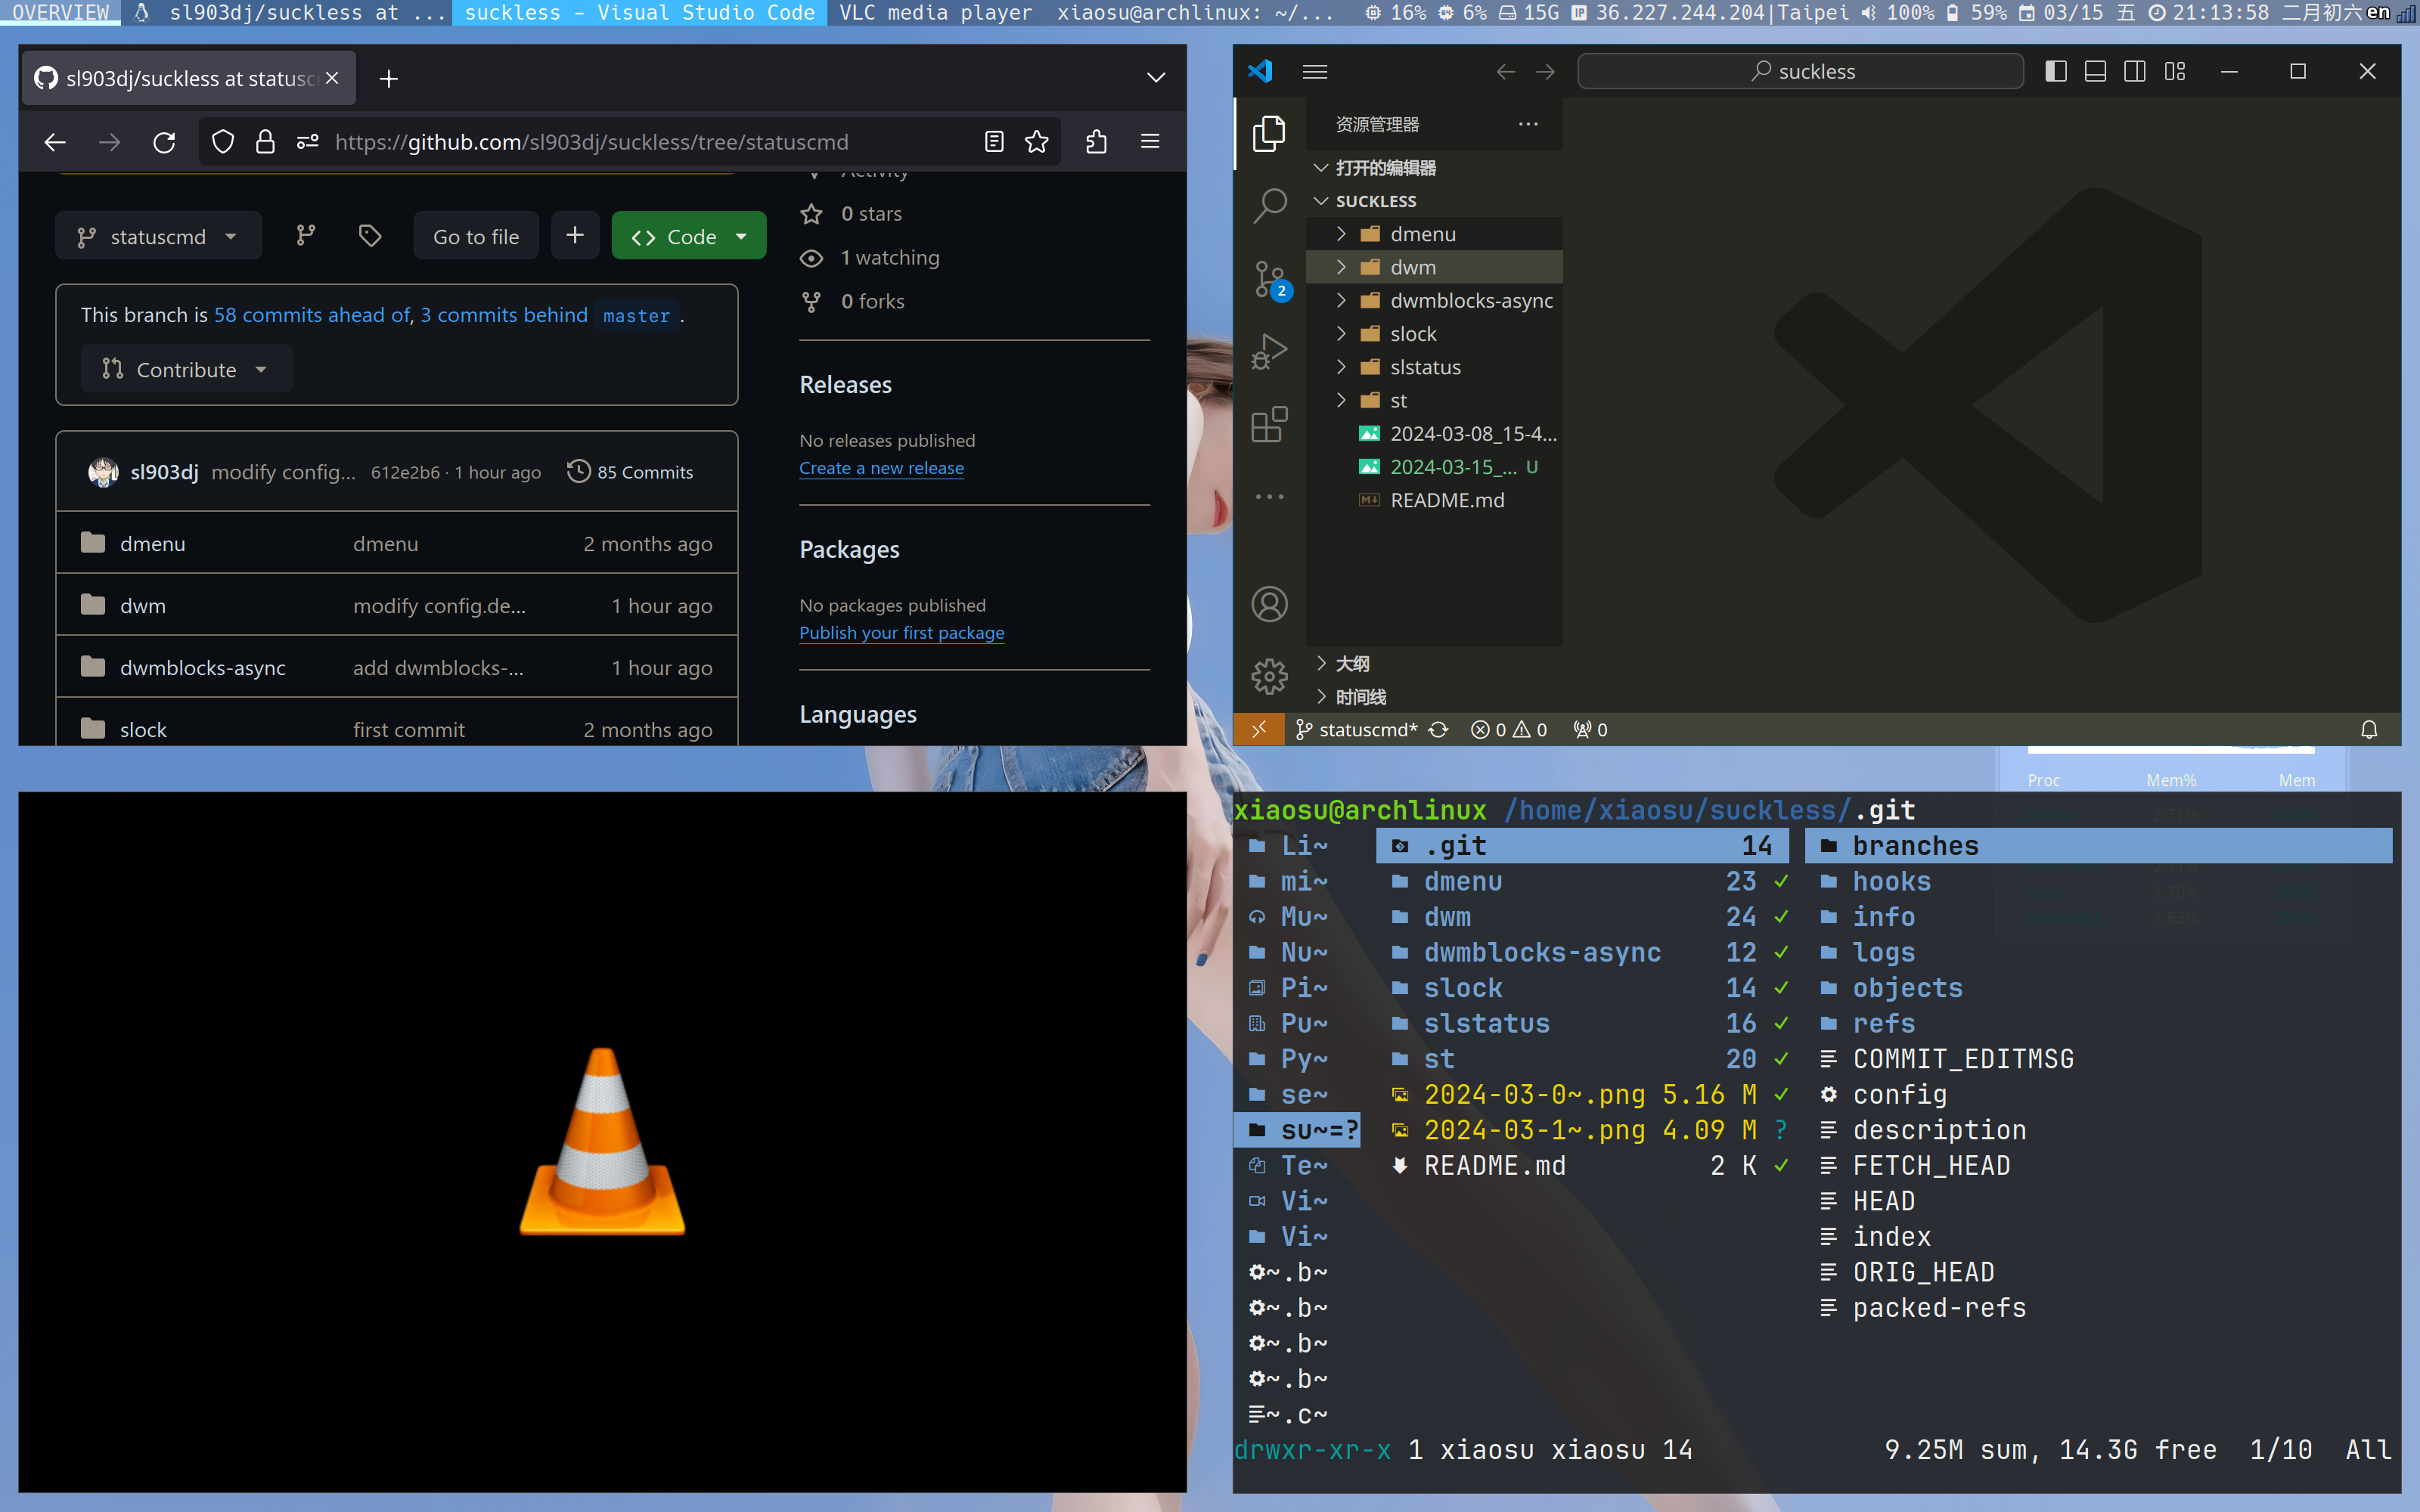 OVERVIEW sl903dj/suckless at ... suckless - Visual Studio Code VLC media player xiaosu@archlinux: ~/... 16% 6% 15G IP 36.227.244.204|Taipei 100% 59% 03/15 五 21:13:58 二月初六 en
sl903dj/suckless at statusc
https://github.com/sl903dj/suckless/tree/statuscmd
Activity
statuscmd
Go to file
Code
0 stars
1 watching
0 forks
This branch is 58 commits ahead of, 3 commits behind master .
Contribute
Releases
No releases published
Create a new release
sl903dj modify config... 612e2b6 · 1 hour ago 85 Commits
dmenu dmenu 2 months ago
dwm modify config.de... 1 hour ago
dwmblocks-async add dwmblocks-... 1 hour ago
slock first commit 2 months ago
Packages
No packages published
Publish your first package
Languages
suckless
资源管理器 ...
打开的编辑器
SUCKLESS
dmenu
dwm
dwmblocks-async
slock
slstatus
st
2024-03-08_15-4...
2024-03-15_... U
README.md
2
大纲
时间线
statuscmd* 0 0 0
Proc Mem% Mem
2.71%
2.11%
1.70%
1.63%
xiaosu@archlinux /home/xiaosu/suckless/.git
Li~ .git 14 branches
mi~ dmenu 23 ✓ hooks
Mu~ dwm 24 ✓ info
Nu~ dwmblocks-async 12 ✓ logs
Pi~ slock 14 ✓ objects
Pu~ slstatus 16 ✓ refs
Py~ st 20 ✓ COMMIT_EDITMSG
se~ 2024-03-0~.png 5.16 M ✓ config
su~=? 2024-03-1~.png 4.09 M ? description
Te~ README.md 2 K ✓ FETCH_HEAD
Vi~ HEAD
Vi~ index
~.b~ ORIG_HEAD
~.b~ packed-refs
~.b~
~.b~
~.c~
drwxr-xr-x 1 xiaosu xiaosu 14 9.25M sum, 14.3G free 1/10 All